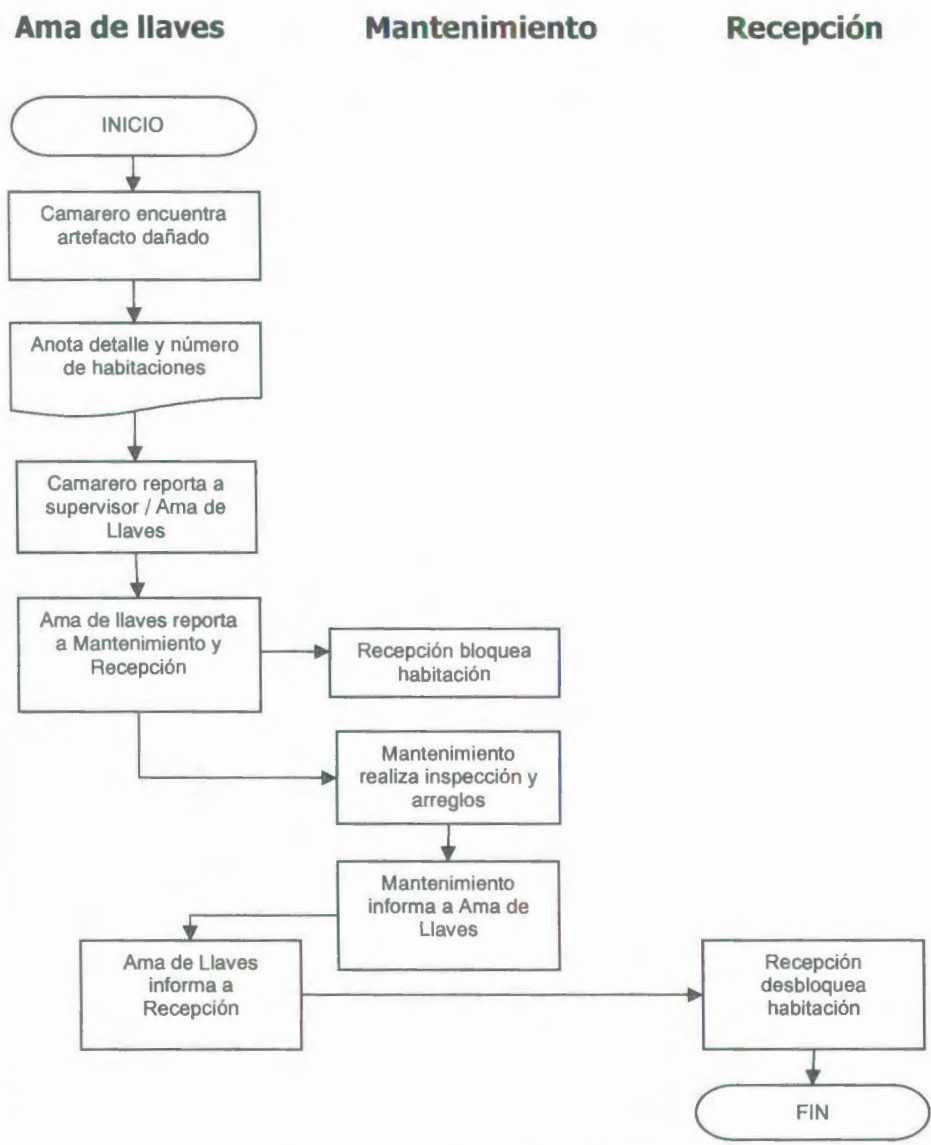 Ama de llaves
Mantenimiento
Recepción
INICIO
Camarero encuentra
artefacto dañado
Anota detalle y número
de habitaciones
Camarero reporta a
supervisor / Ama de
Llaves
Ama de llaves reporta
a Mantenimiento y
Recepción
Recepción bloquea
habitación
Mantenimiento
realiza inspección y
arreglos
Mantenimiento
informa a Ama de
Llaves
Ama de Llaves
informa a
Recepción
Recepción
desbloquea
habitación
FIN